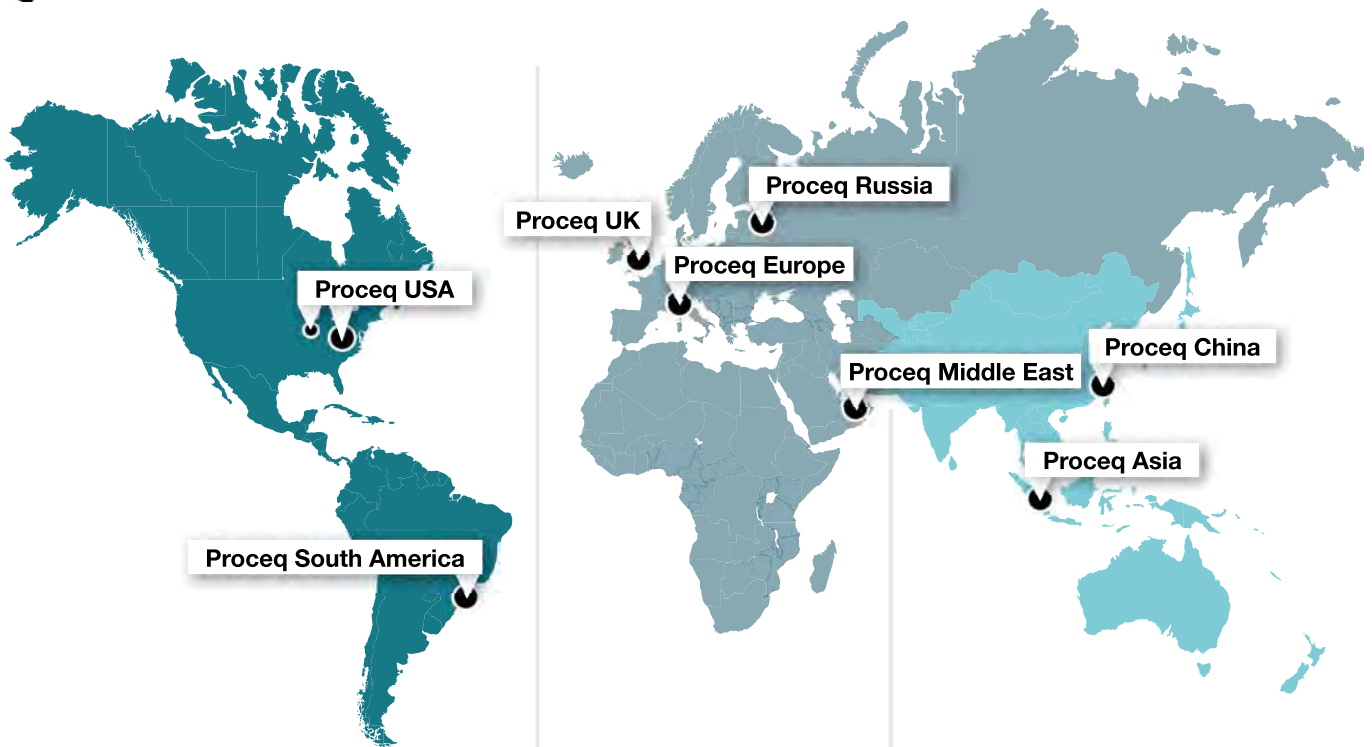 Proceq Russia
Proceq UK
Proceq Europe
Proceq USA
Proceq China
Proceq Middle East
Proceq Asia
Proceq South America